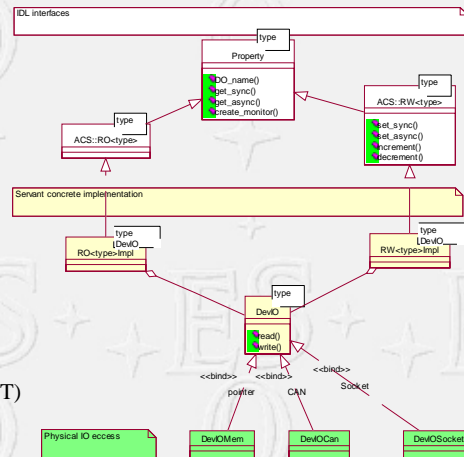 IDL interfaces
type
Property
DO_name()
get_sync()
get_async()
create_monitor()
type
ACS::RW<type>
set_sync()
set_async()
increment()
decrement()
type
ACS::RO<type>
Servant concrete implementation
type
DevIO
RO<type>Impl
type
DevIO
RW<type>Impl
type
DevIO
read()
write()
<<bind>>
<<bind>>
<<bind>>
pointer
CAN
Socket
T)
Physical IO eccess
DevIOMem
DevIOCan
DevIOSocket